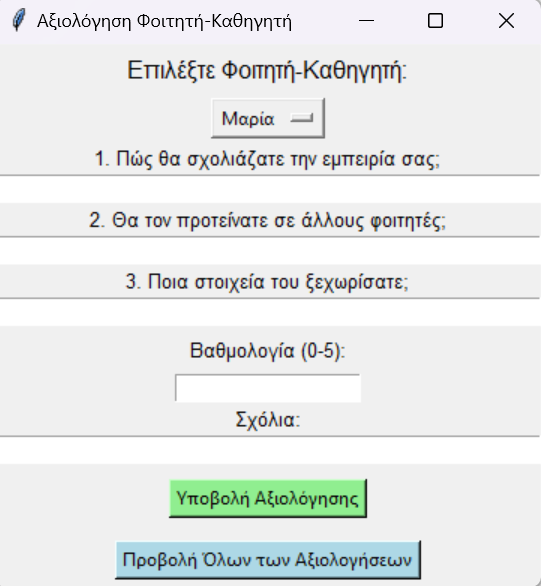 Αξιολόγηση Φοιτητή-Καθηγητή
Επιλέξτε Φοιτητή-Καθηγητή:
Μαρία
1. Πώς θα σχολιάζατε την εμπειρία σας;
2. Θα τον προτείνατε σε άλλους φοιτητές;
3. Ποια στοιχεία του ξεχωρίσατε;
Βαθμολογία (0-5):
Σχόλια:
Υποβολή Αξιολόγησης
Προβολή Όλων των Αξιολογήσεων